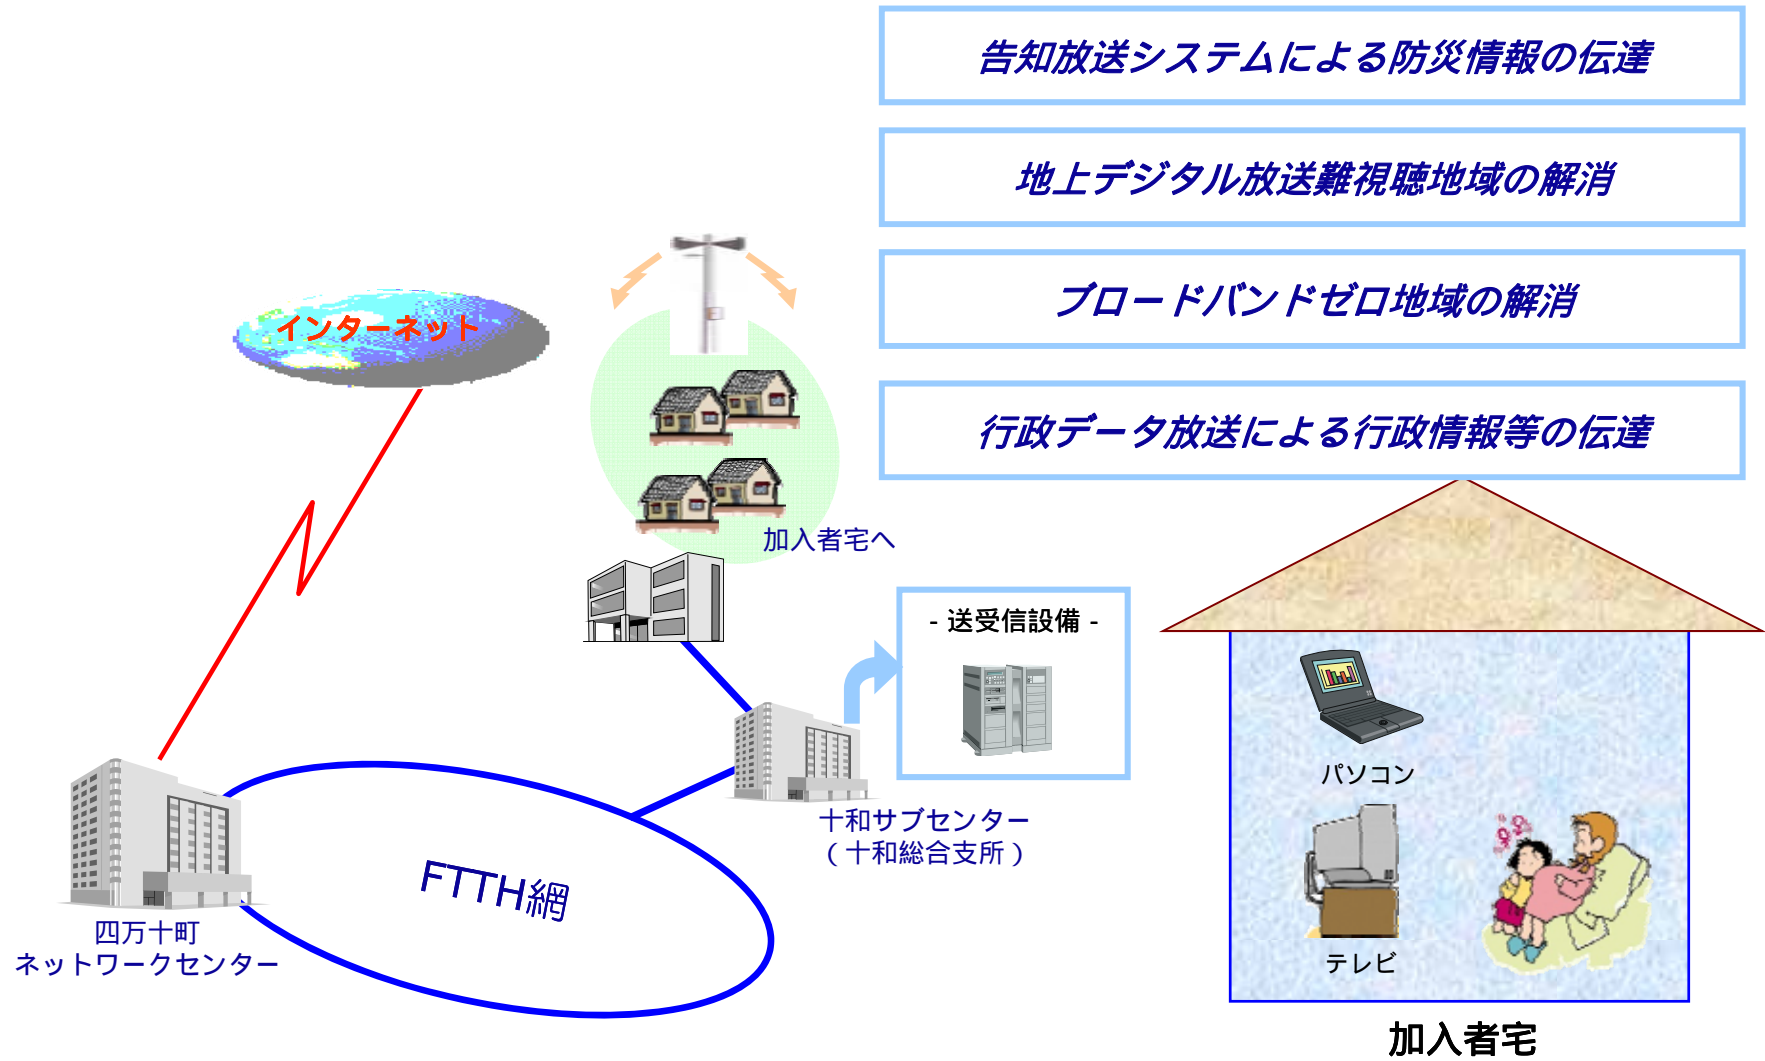 告知放送システムによる防災情報の伝達
地上デジタル放送難視聴地域の解消
ブロードバンドゼロ地域の解消
行政データ放送による行政情報等の伝達
インターネット
加入者宅へ
- 送受信設備 -
十和サブセンター
（十和総合支所）
FTTH網
四万十町
ネットワークセンター
パソコン
テレビ
加入者宅